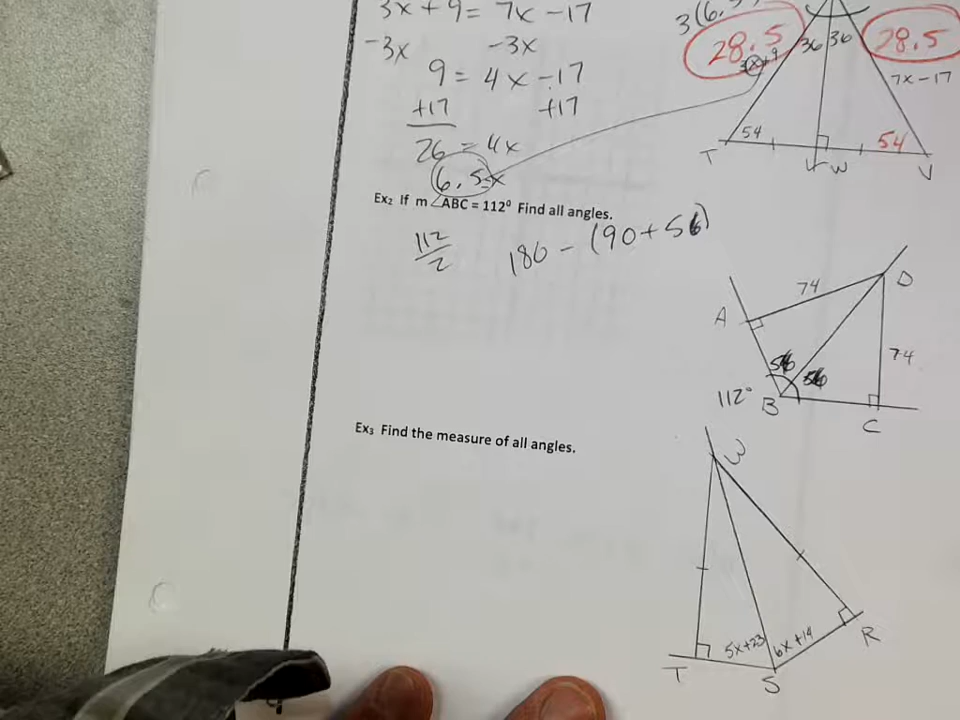 3x + 9 = 7x - 17
-3x -3x
9 = 4x - 17
+17 +17
26 = 4x
6.5 = x
3(6.5
28.5
28.5
36 36
7x - 17
54
54
T
W
V
Ex2 If m∠ABC = 112° Find all angles.
112
2
180 - (90 + 56)
74
D
A
74
56
56
112°
B
C
Ex3 Find the measure of all angles.
W
5x+23
6x+14
R
T
S